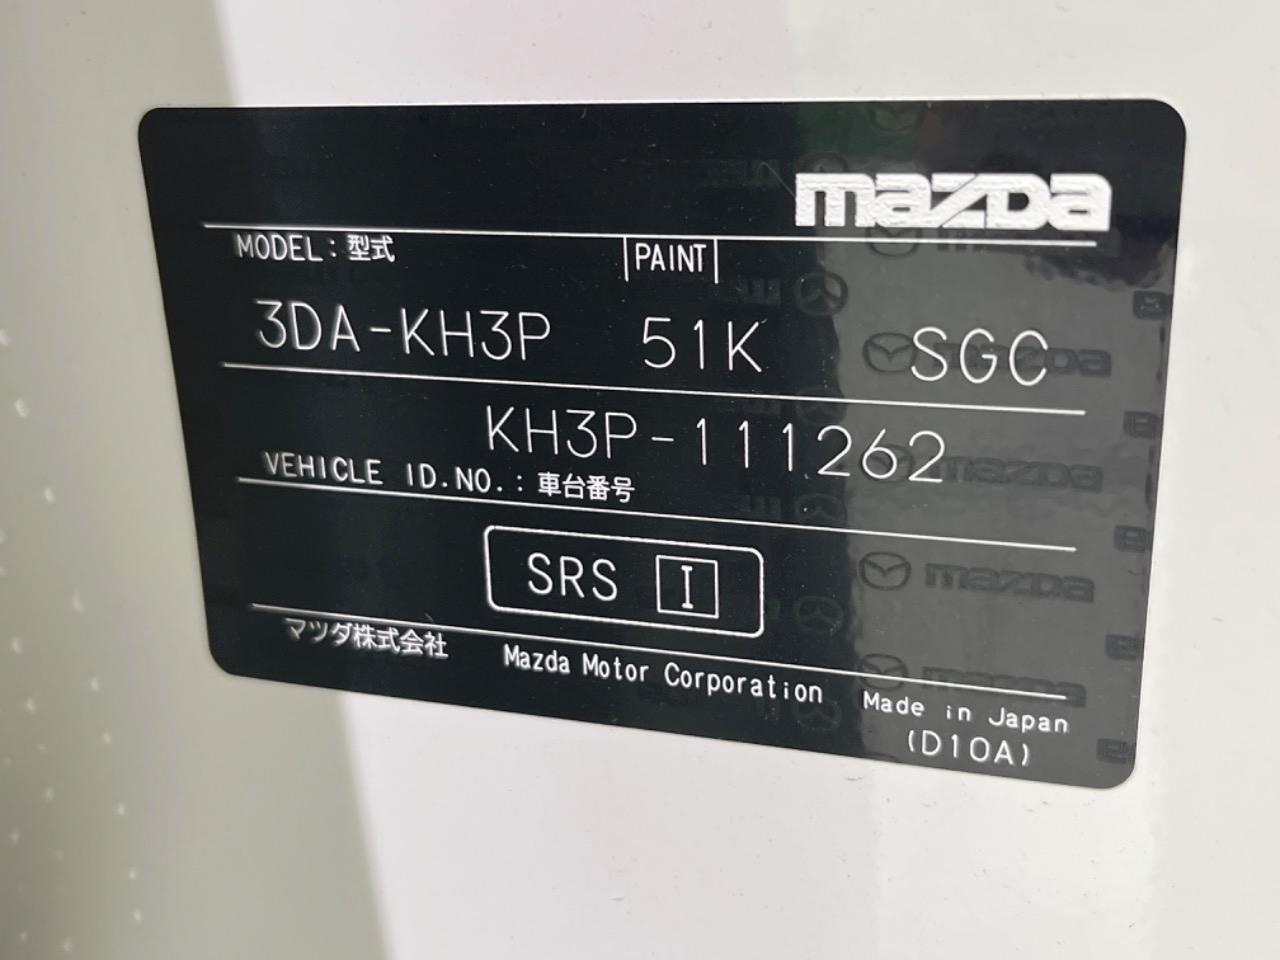 mazda
MODEL:型式 PAINT
3DA-KH3P 51K SGC
KH3P-111262
VEHICLE ID.NO.:車台番号
SRS I
マツダ株式会社 Mazda Motor Corporation Made in Japan
(D10A)